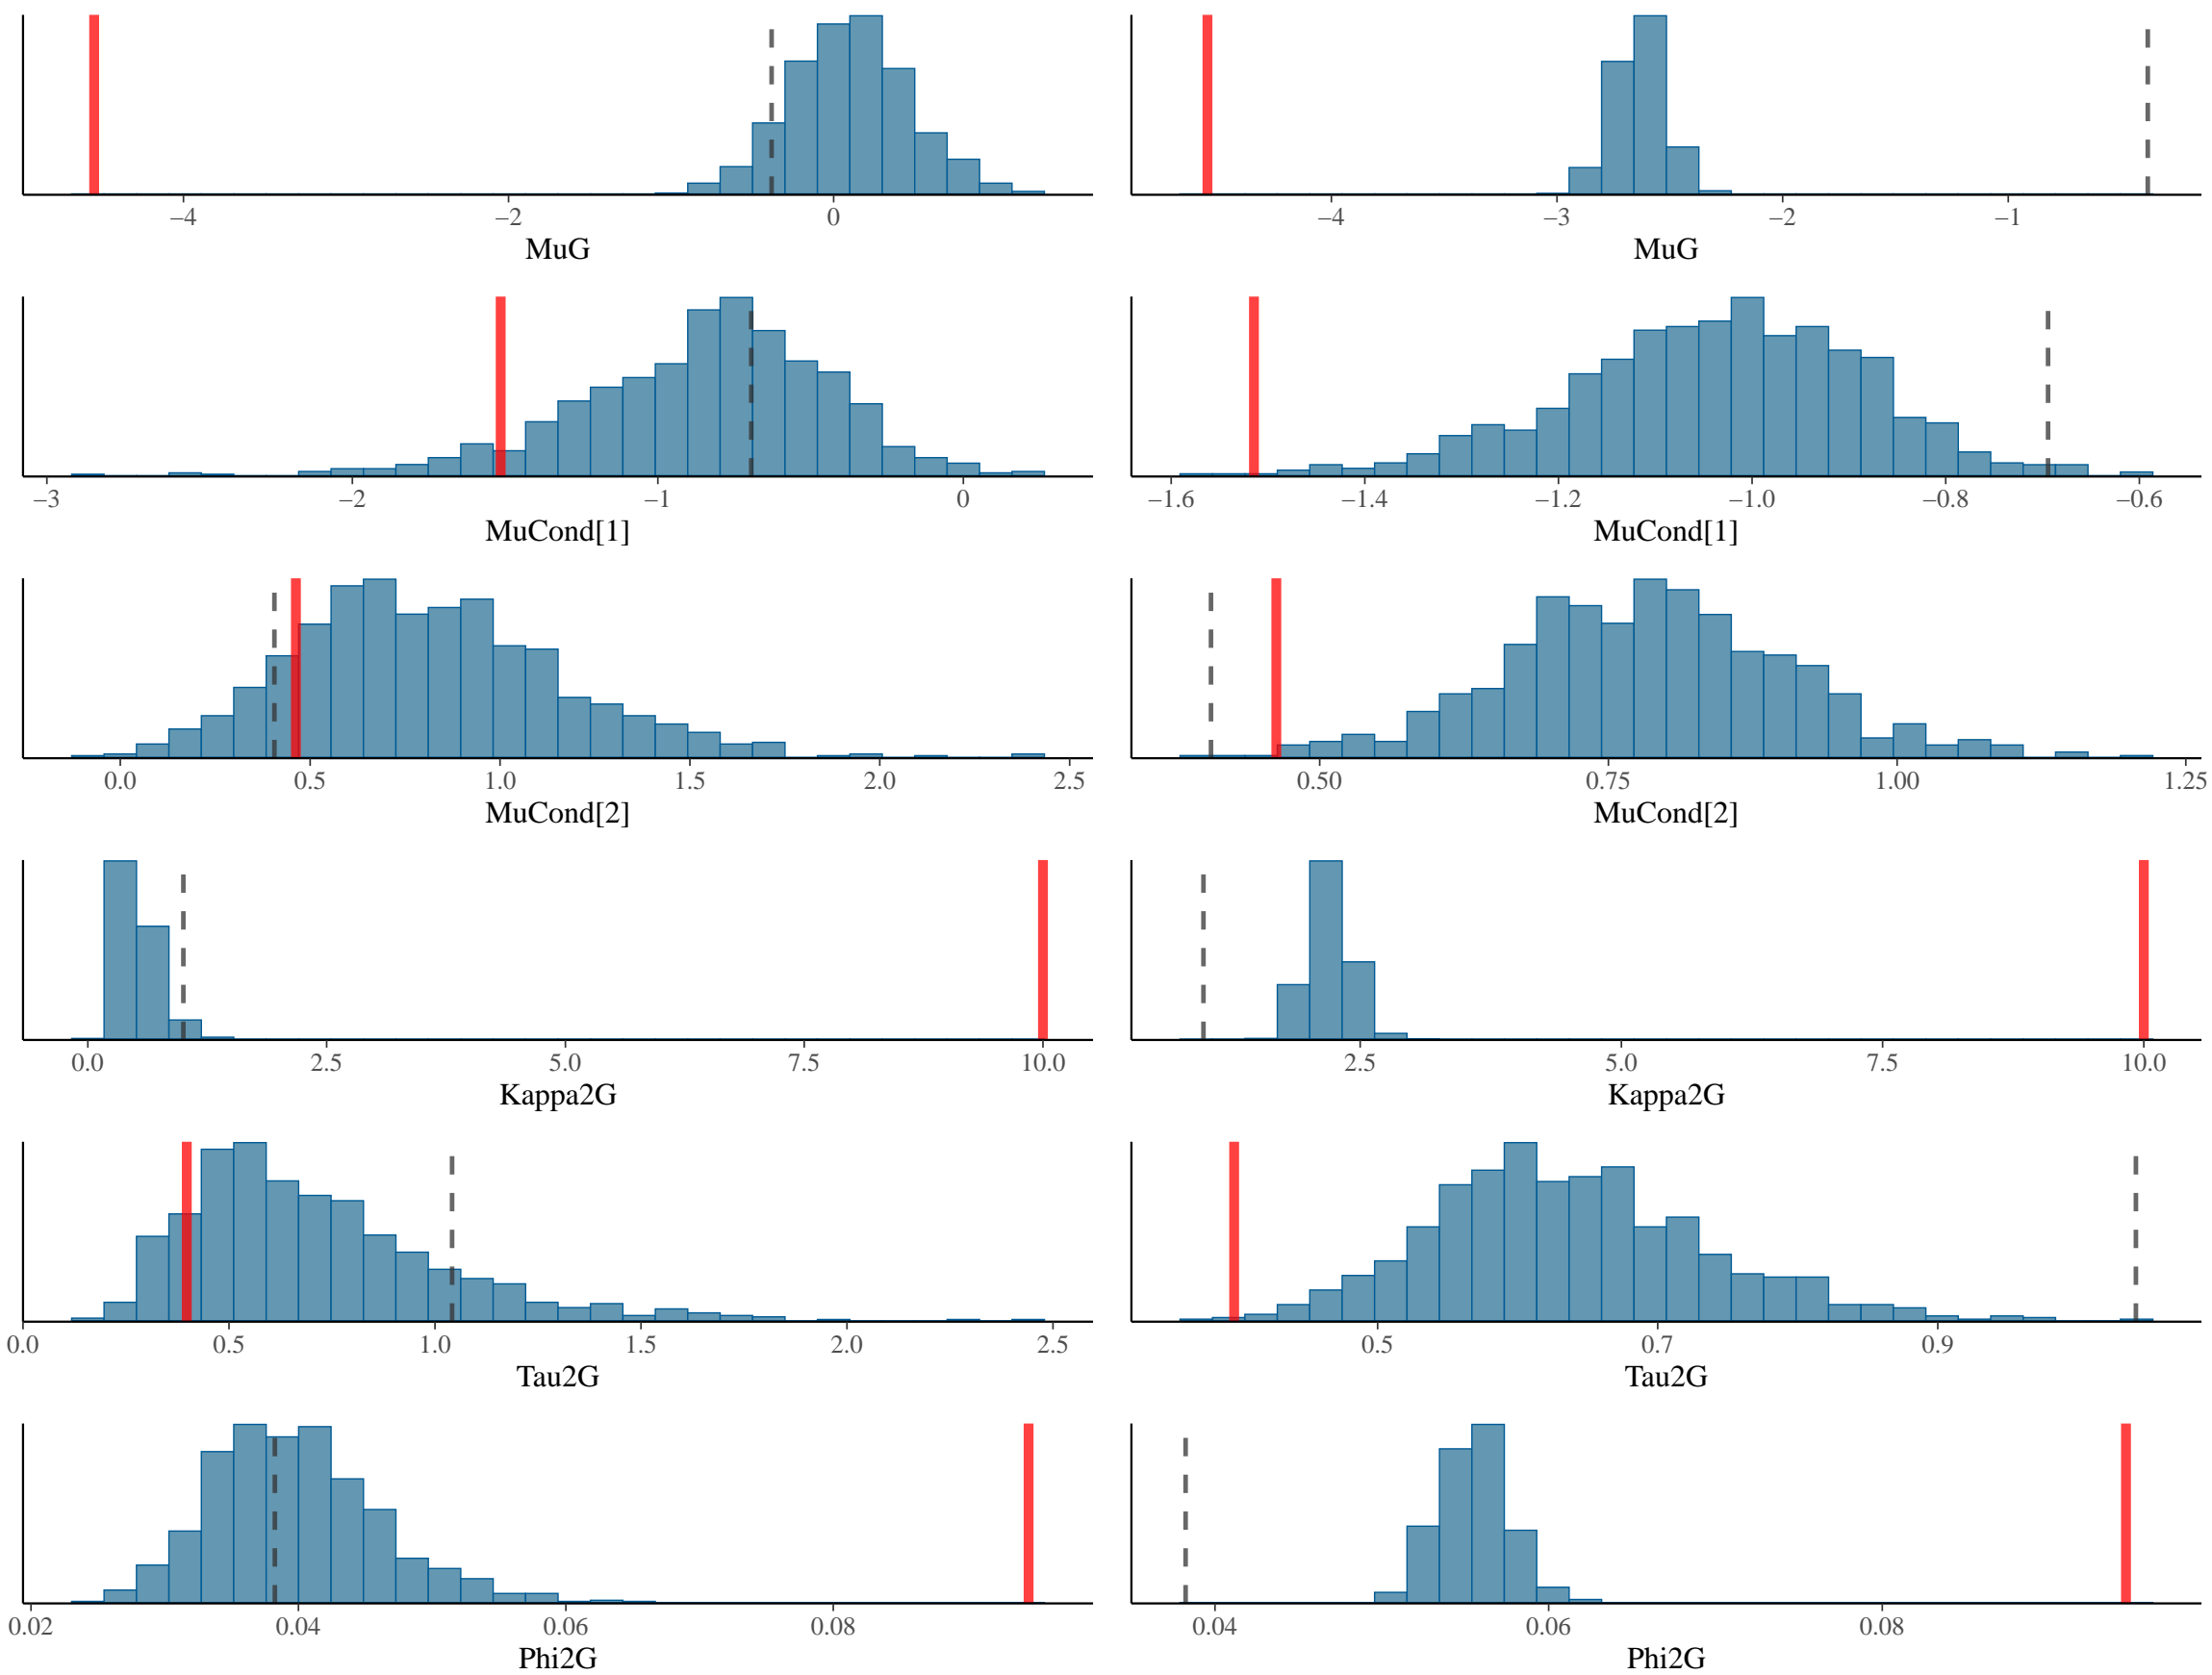 −4 −2 0 −4 −3 −2 −1
MuG MuG
−3 −2 −1 0 −1.6 −1.4 −1.2 −1.0 −0.8 −0.6
MuCond[1] MuCond[1]
0.0 0.5 1.0 1.5 2.0 2.5 0.50 0.75 1.00 1.25
MuCond[2] MuCond[2]
0.0 2.5 5.0 7.5 10.0 2.5 5.0 7.5 10.0
Kappa2G Kappa2G
0.0 0.5 1.0 1.5 2.0 2.5 0.5 0.7 0.9
Tau2G Tau2G
0.02 0.04 0.06 0.08 0.04 0.06 0.08
Phi2G Phi2G